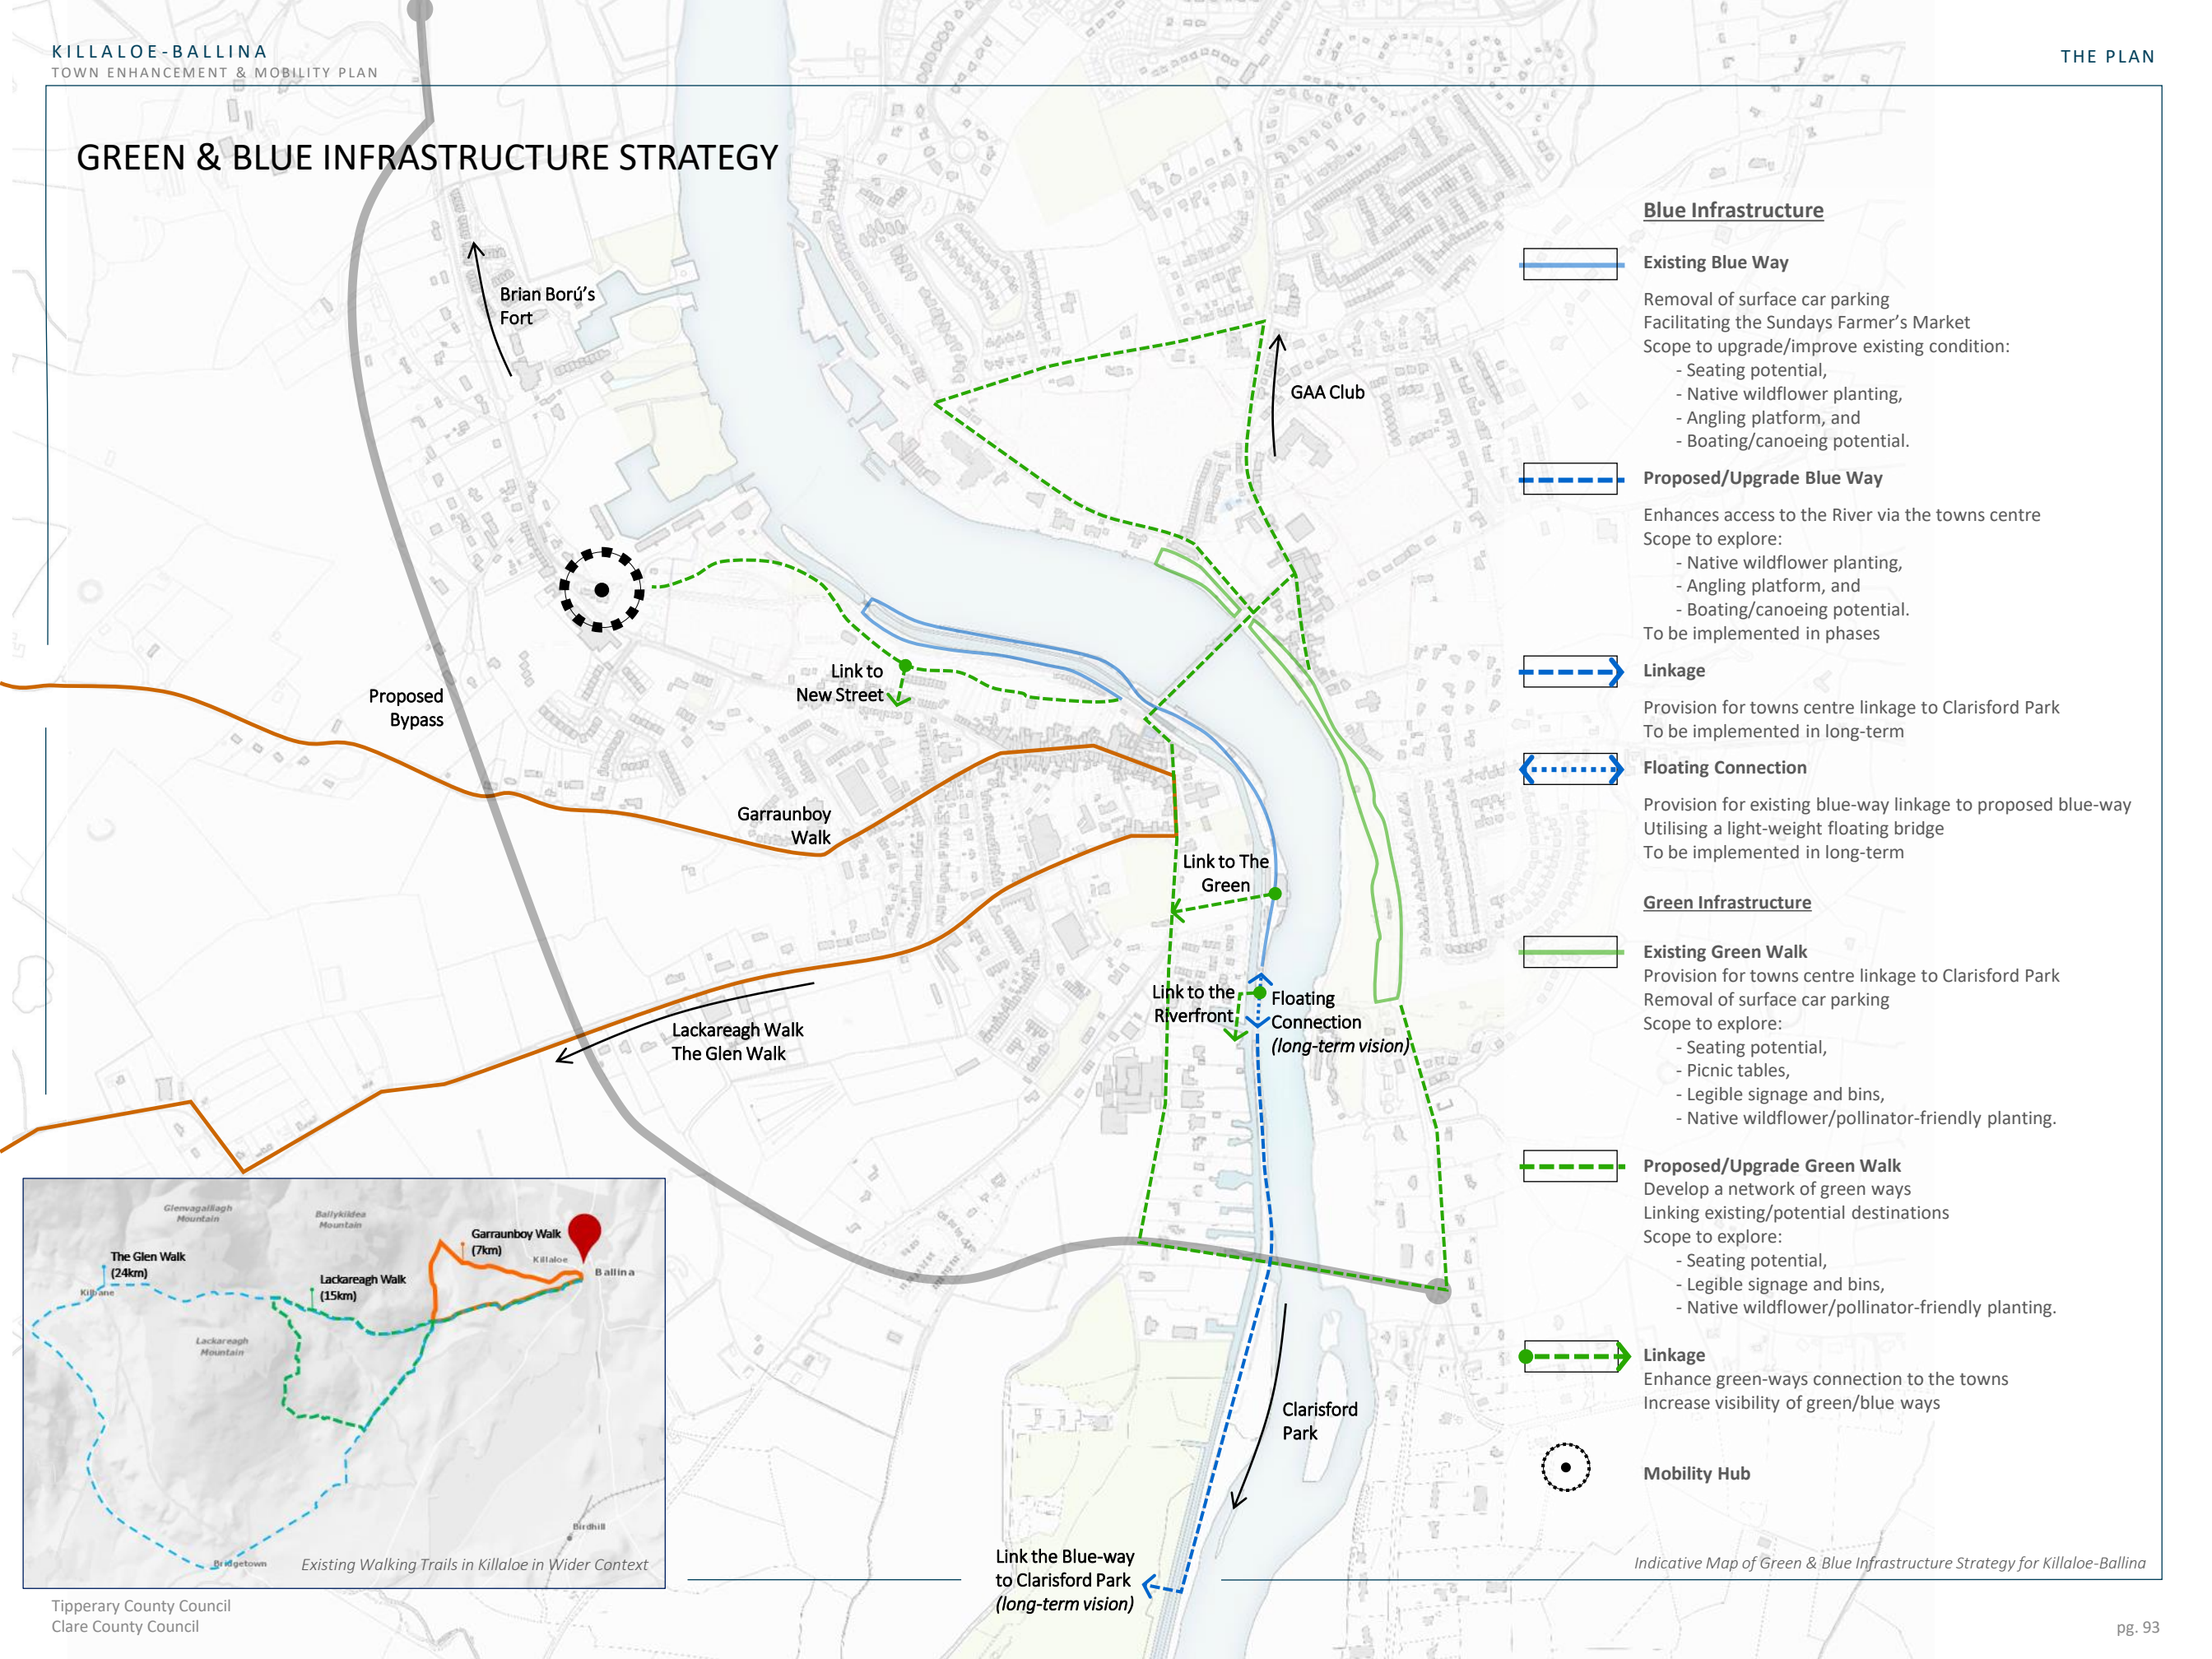 KILLALOE-BALLINA
TOWN ENHANCEMENT & MOBILITY PLAN
THE PLAN
GREEN & BLUE INFRASTRUCTURE STRATEGY
Brian Ború's
Fort
GAA Club
Link to
New Street
Proposed
Bypass
Garraunboy
Walk
Link to The
Green
Link to the
Riverfront
Floating
Connection
(long-term vision)
Lackareagh Walk
The Glen Walk
Clarisford
Park
Link the Blue-way
to Clarisford Park
(long-term vision)
Blue Infrastructure
Existing Blue Way
Removal of surface car parking
Facilitating the Sundays Farmer's Market
Scope to upgrade/improve existing condition:
- Seating potential,
- Native wildflower planting,
- Angling platform, and
- Boating/canoeing potential.
Proposed/Upgrade Blue Way
Enhances access to the River via the towns centre
Scope to explore:
- Native wildflower planting,
- Angling platform, and
- Boating/canoeing potential.
To be implemented in phases
Linkage
Provision for towns centre linkage to Clarisford Park
To be implemented in long-term
Floating Connection
Provision for existing blue-way linkage to proposed blue-way
Utilising a light-weight floating bridge
To be implemented in long-term
Green Infrastructure
Existing Green Walk
Provision for towns centre linkage to Clarisford Park
Removal of surface car parking
Scope to explore:
- Seating potential,
- Picnic tables,
- Legible signage and bins,
- Native wildflower/pollinator-friendly planting.
Proposed/Upgrade Green Walk
Develop a network of green ways
Linking existing/potential destinations
Scope to explore:
- Seating potential,
- Legible signage and bins,
- Native wildflower/pollinator-friendly planting.
Linkage
Enhance green-ways connection to the towns
Increase visibility of green/blue ways
Mobility Hub
Glenvagalliagh
Mountain
Ballykildea
Mountain
The Glen Walk
(24km)
Kilbane
Lackareagh Walk
(15km)
Garraunboy Walk
(7km)
Killaloe
Ballina
Lackareagh
Mountain
Birdhill
Bridgetown
Existing Walking Trails in Killaloe in Wider Context
Indicative Map of Green & Blue Infrastructure Strategy for Killaloe-Ballina
Tipperary County Council
Clare County Council
pg. 93